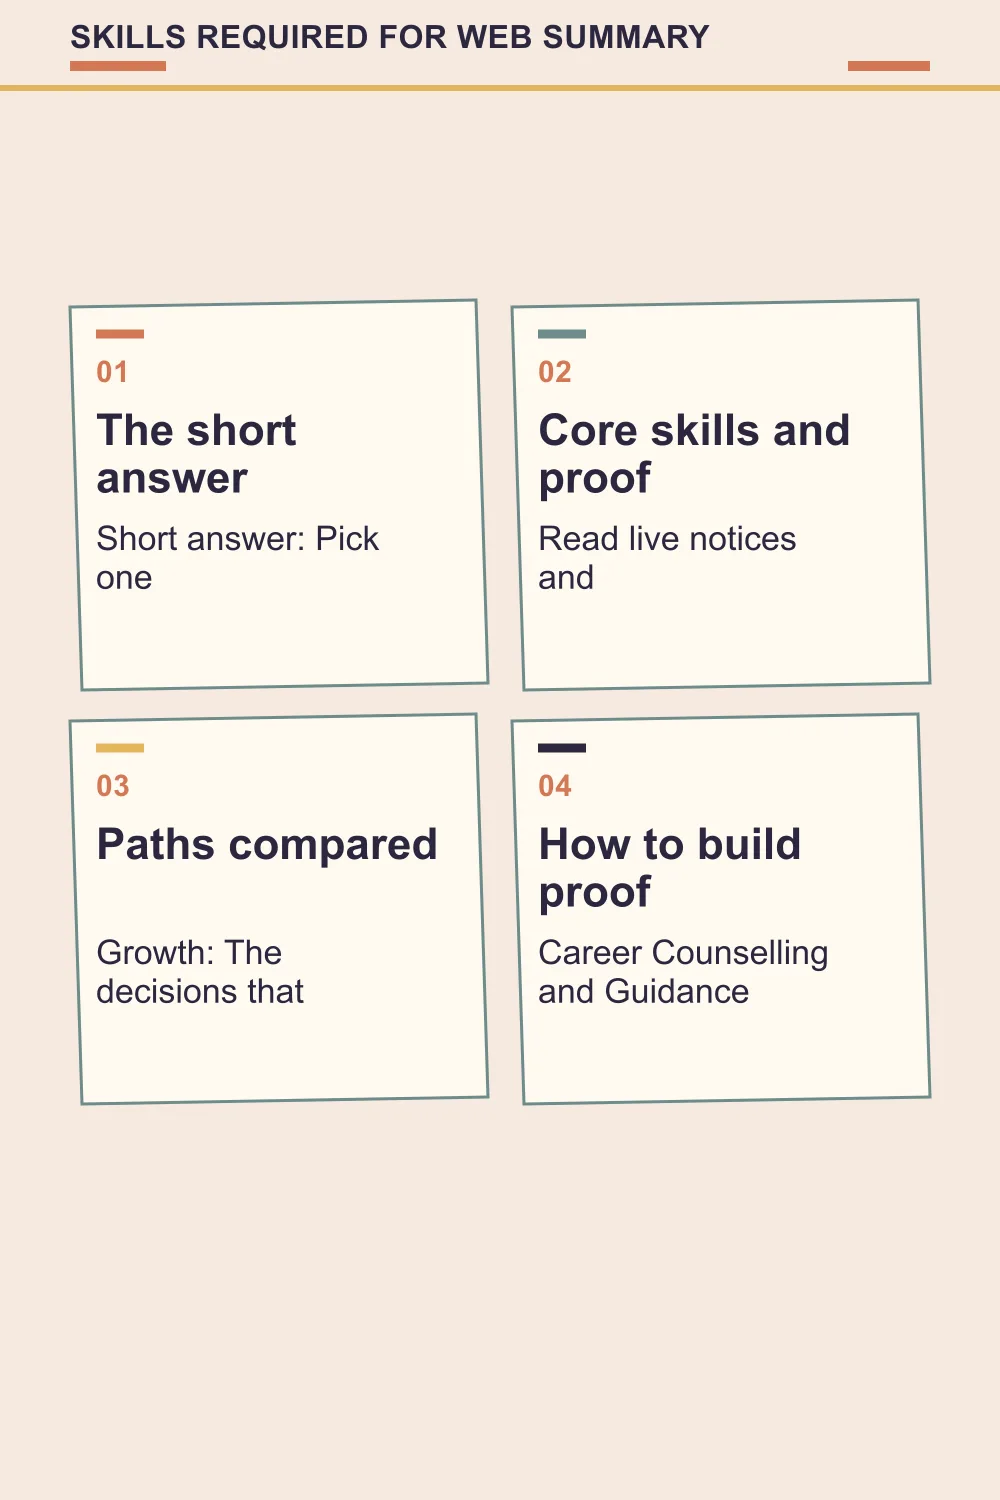 SKILLS REQUIRED FOR WEB SUMMARY
01
The short
answer
Short answer: Pick
one
02
Core skills and
proof
Read live notices
and
03
Paths compared
Growth: The
decisions that
04
How to build
proof
Career Counselling
and Guidance